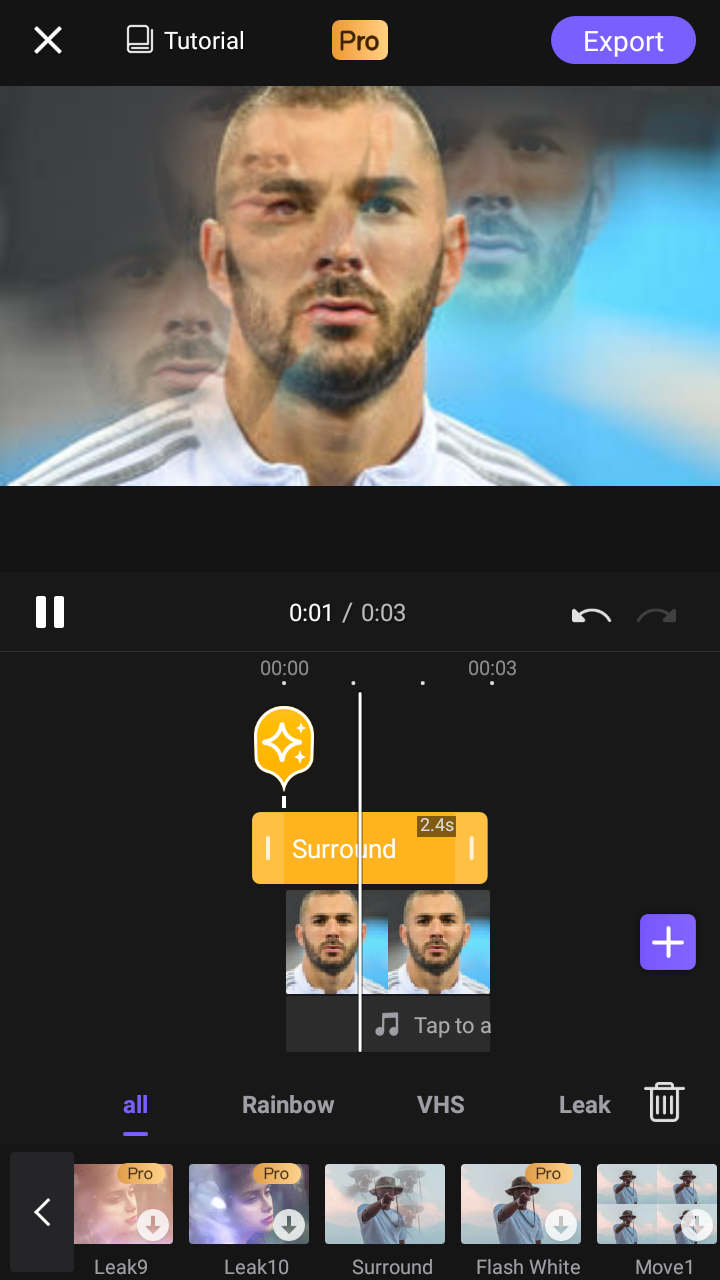 Tutorial
Pro
Export
0:01 / 0:03
00:00
00:03
2.4s
Surround
Tap to a
all
Rainbow
VHS
Leak
Pro
Pro
Pro
Leak9
Leak10
Surround
Flash White
Move1